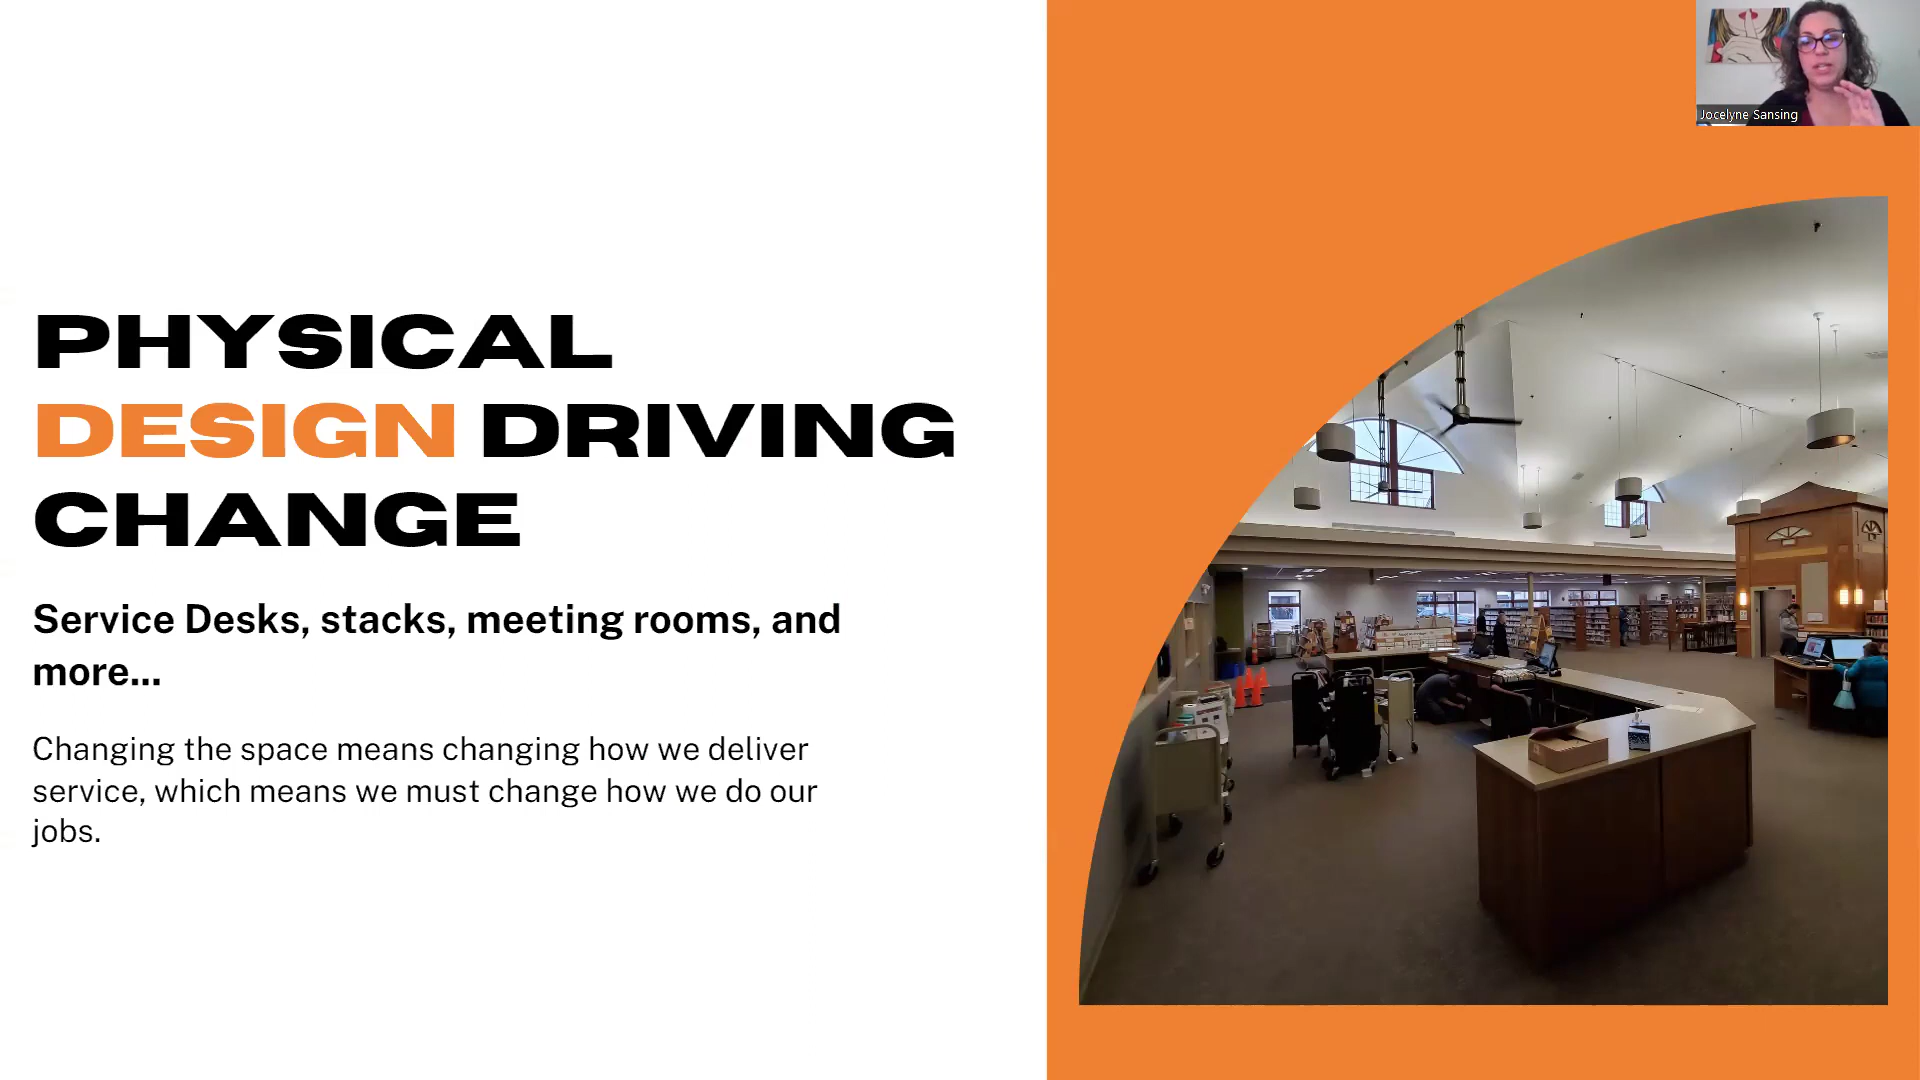 Jocelyne Sansing
PHYSICAL
DESIGN DRIVING
CHANGE
Service Desks, stacks, meeting rooms, and
more...
Changing the space means changing how we deliver
service, which means we must change how we do our
jobs.